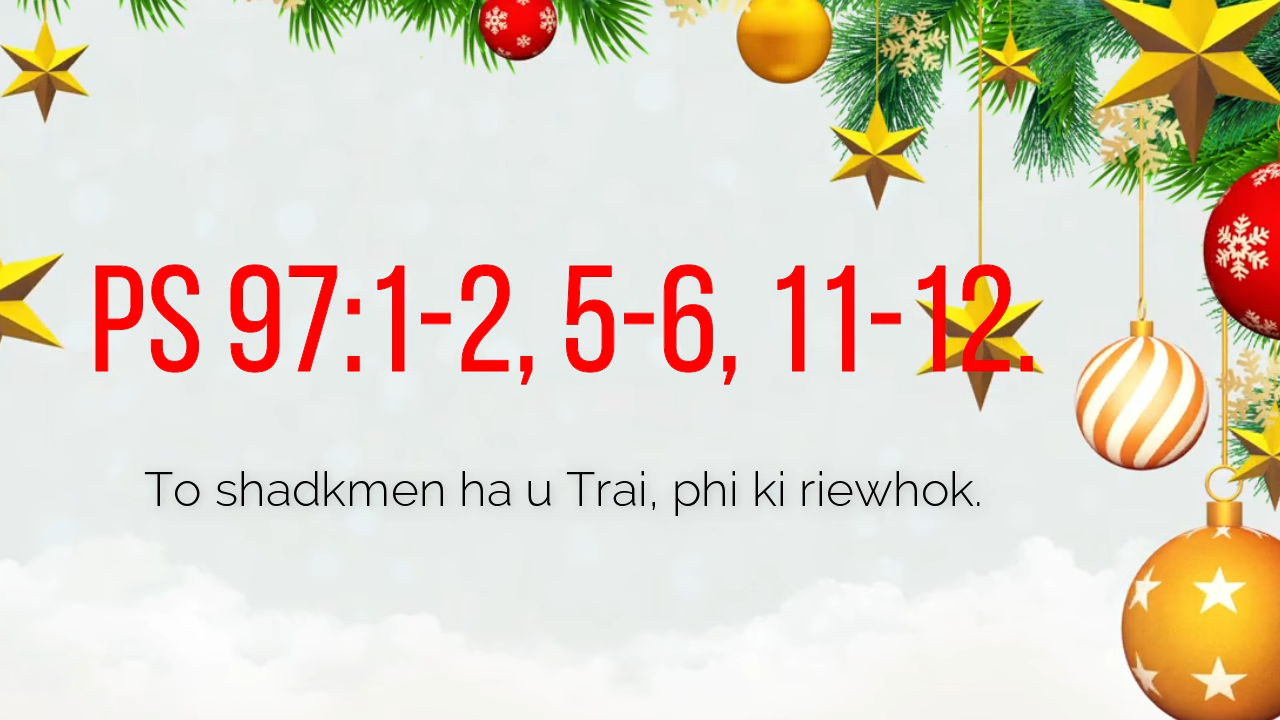 PS 97:1-2, 5-6, 11-12.
To shadkmen ha u Trai, phi ki riewhok.